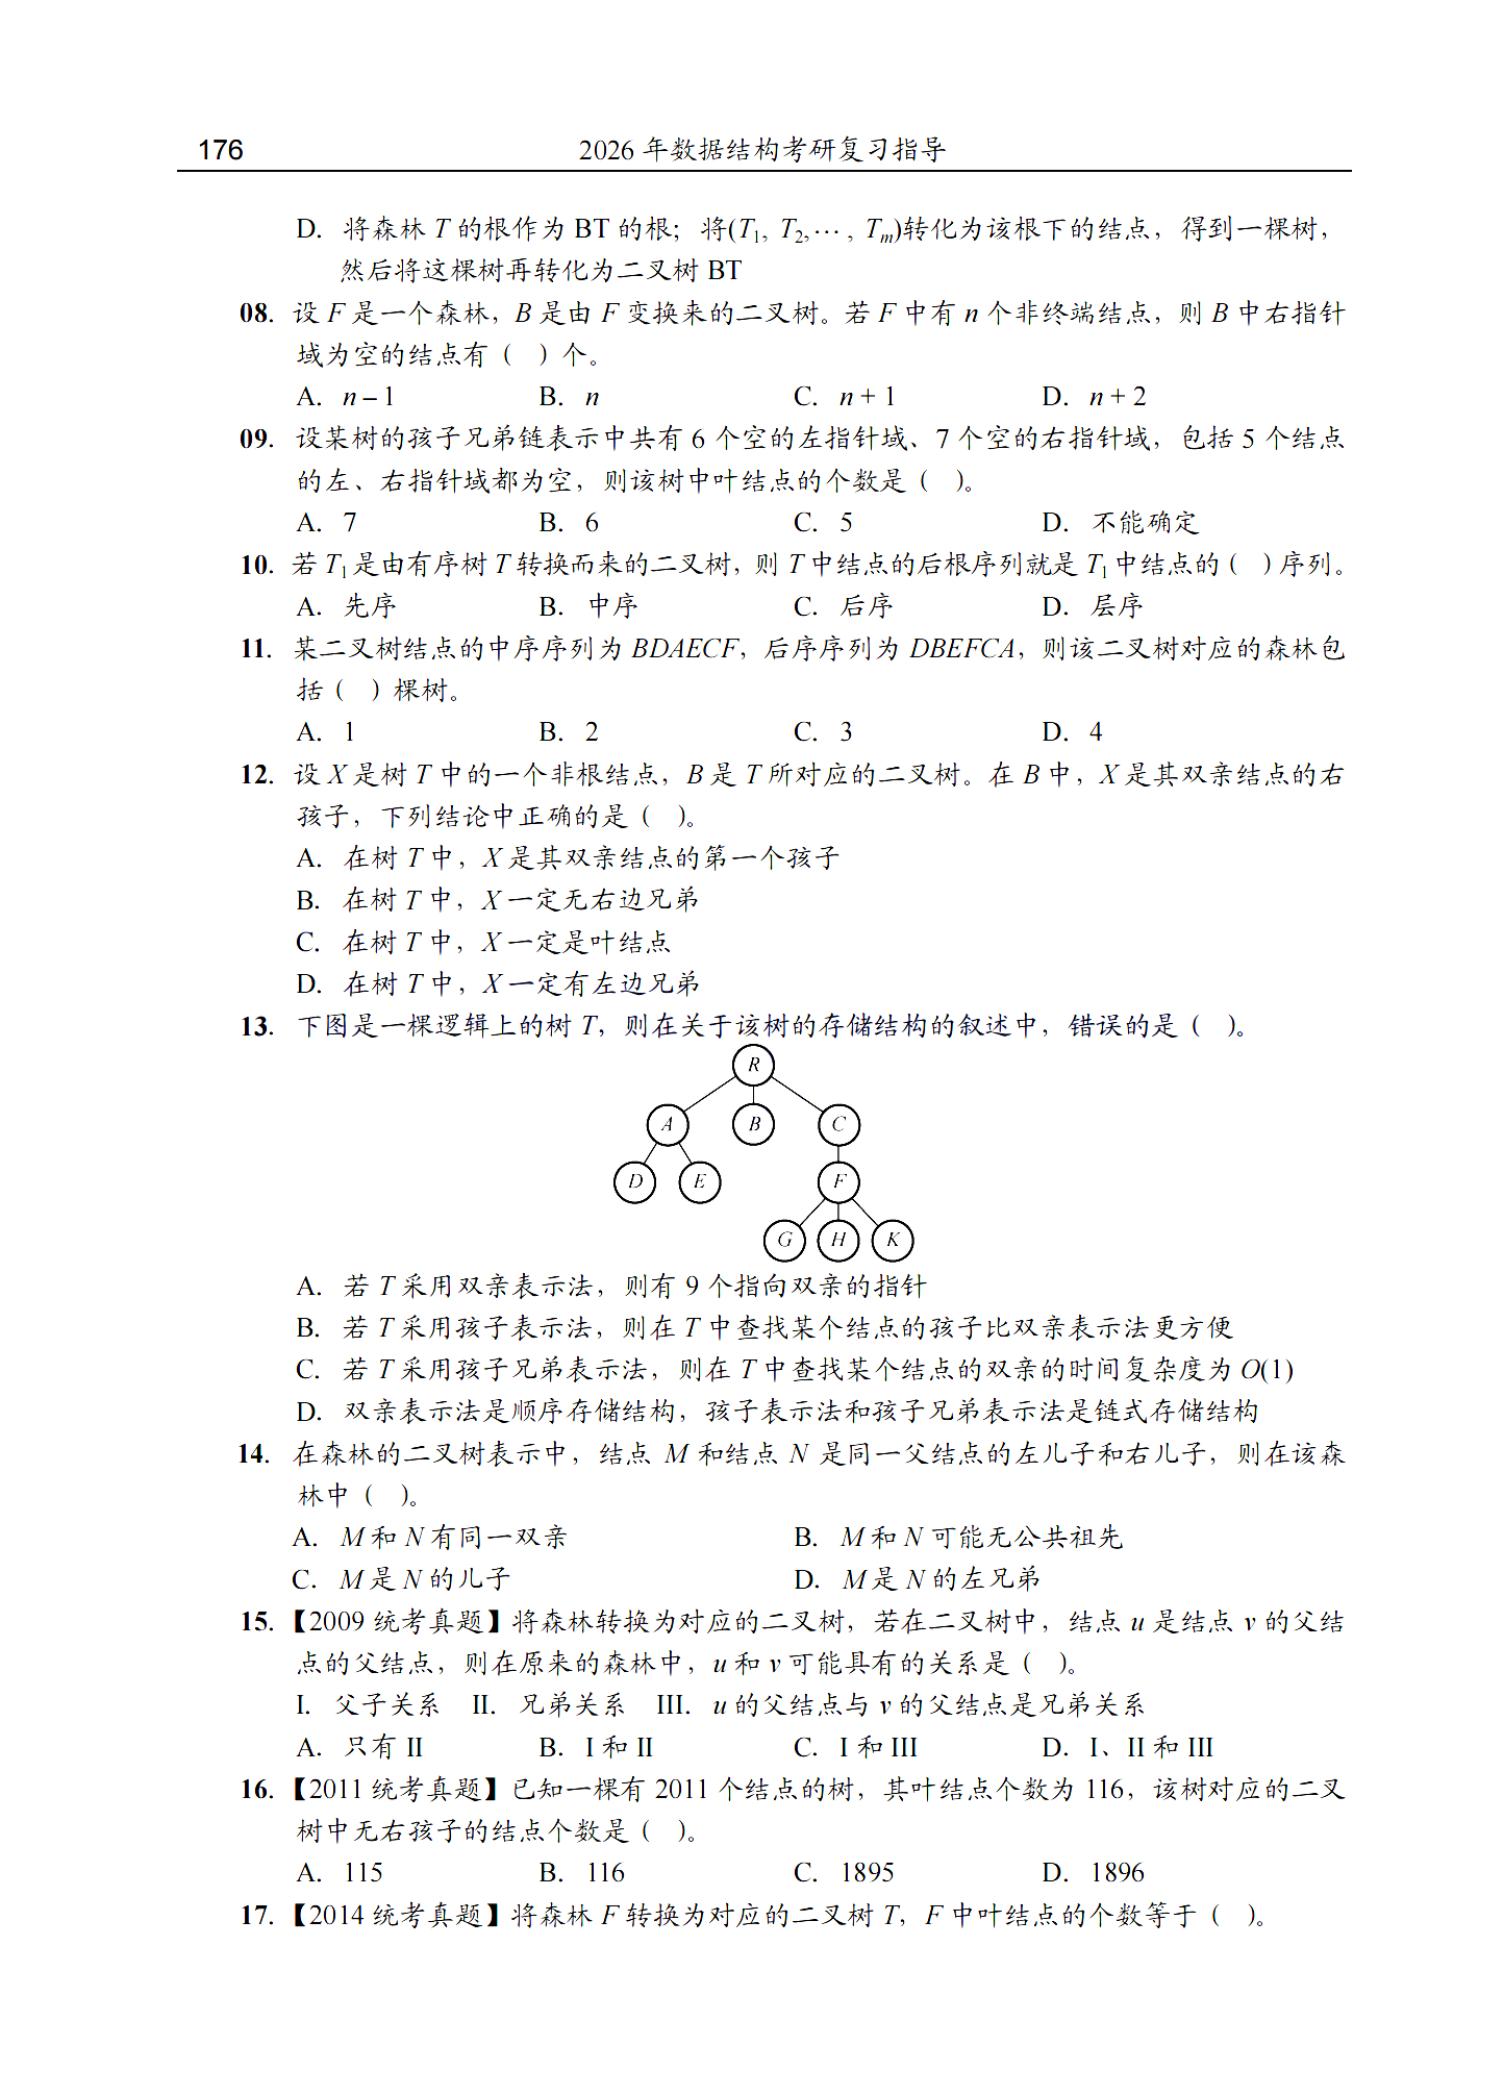 176
2026 年数据结构考研复习指导
D. 将森林 T 的根作为 BT 的根；将(T1, T2,⋯ , Tm)转化为该根下的结点，得到一棵树，
然后将这棵树再转化为二叉树 BT
08. 设 F 是一个森林，B 是由 F 变换来的二叉树。若 F 中有 n 个非终端结点，则 B 中右指针
域为空的结点有（ ）个。
A. n – 1 B. n C. n + 1 D. n + 2
09. 设某树的孩子兄弟链表示中共有 6 个空的左指针域、7 个空的右指针域，包括 5 个结点
的左、右指针域都为空，则该树中叶结点的个数是（ ）。
A. 7 B. 6 C. 5 D. 不能确定
10. 若 T1 是由有序树 T 转换而来的二叉树，则 T 中结点的后根序列就是 T1 中结点的（ ）序列。
A. 先序 B. 中序 C. 后序 D. 层序
11. 某二叉树结点的中序序列为 BDAECF，后序序列为 DBEFCA，则该二叉树对应的森林包
括（ ）棵树。
A. 1 B. 2 C. 3 D. 4
12. 设 X 是树 T 中的一个非根结点，B 是 T 所对应的二叉树。在 B 中，X 是其双亲结点的右
孩子，下列结论中正确的是（ ）。
A. 在树 T 中，X 是其双亲结点的第一个孩子
B. 在树 T 中，X 一定无右边兄弟
C. 在树 T 中，X 一定是叶结点
D. 在树 T 中，X 一定有左边兄弟
13. 下图是一棵逻辑上的树 T，则在关于该树的存储结构的叙述中，错误的是（ ）。
R
A B C
D E F
G H K
A. 若 T 采用双亲表示法，则有 9 个指向双亲的指针
B. 若 T 采用孩子表示法，则在 T 中查找某个结点的孩子比双亲表示法更方便
C. 若 T 采用孩子兄弟表示法，则在 T 中查找某个结点的双亲的时间复杂度为 O(1)
D. 双亲表示法是顺序存储结构，孩子表示法和孩子兄弟表示法是链式存储结构
14. 在森林的二叉树表示中，结点 M 和结点 N 是同一父结点的左儿子和右儿子，则在该森
林中（ ）。
A. M 和 N 有同一双亲 B. M 和 N 可能无公共祖先
C. M 是 N 的儿子 D. M 是 N 的左兄弟
15. 【2009 统考真题】将森林转换为对应的二叉树，若在二叉树中，结点 u 是结点 v 的父结
点的父结点，则在原来的森林中，u 和 v 可能具有的关系是（ ）。
I. 父子关系 II. 兄弟关系 III. u 的父结点与 v 的父结点是兄弟关系
A. 只有 II B. I 和 II C. I 和 III D. I、II 和 III
16. 【2011 统考真题】已知一棵有 2011 个结点的树，其叶结点个数为 116，该树对应的二叉
树中无右孩子的结点个数是（ ）。
A. 115 B. 116 C. 1895 D. 1896
17. 【2014 统考真题】将森林 F 转换为对应的二叉树 T，F 中叶结点的个数等于（ ）。